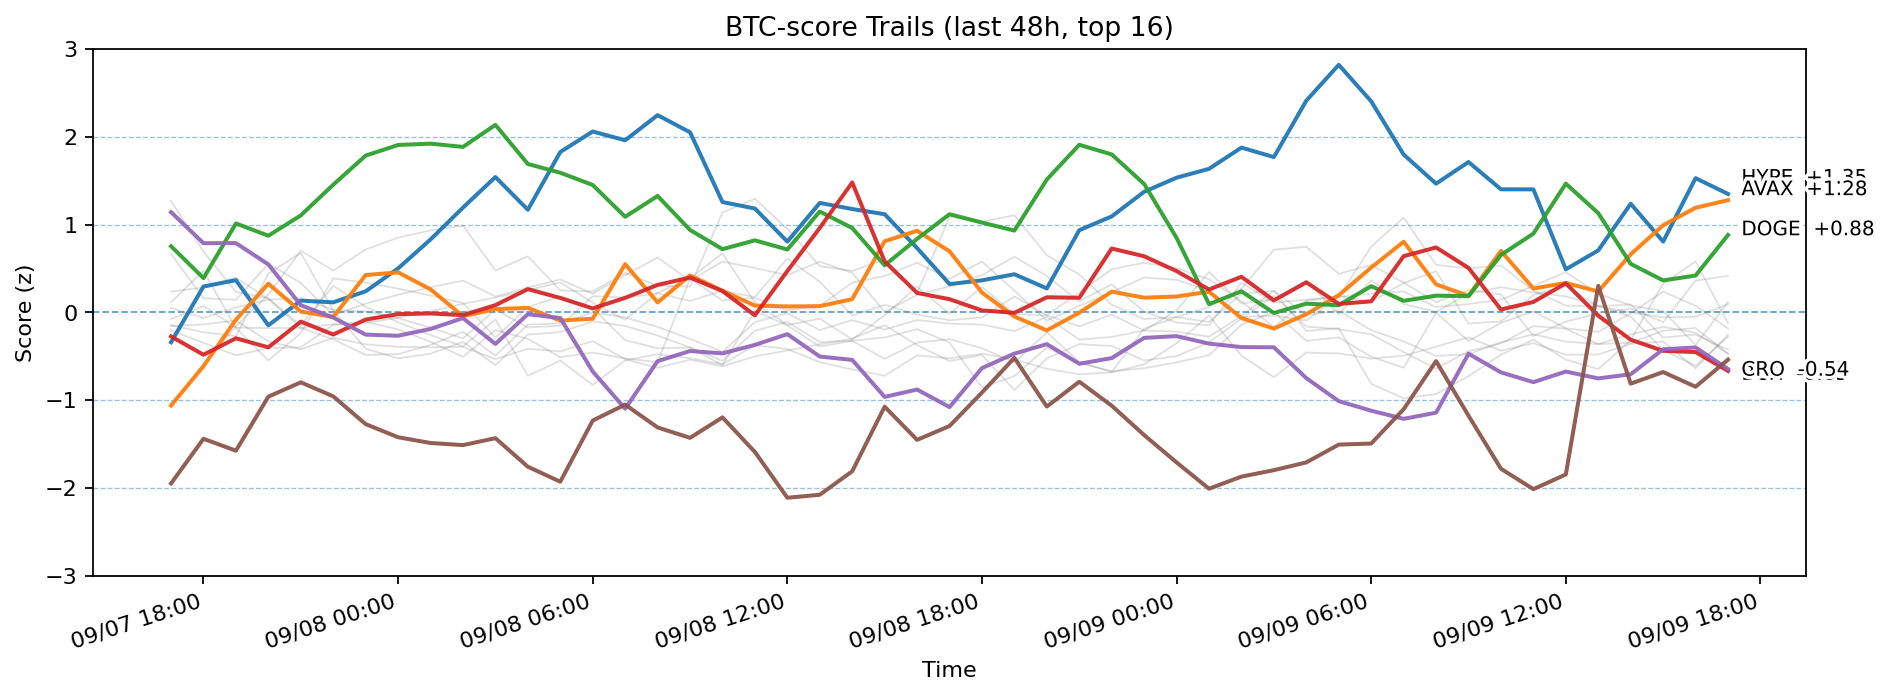 BTC-score Trails (last 48h, top 16)
3
2
1
0
−1
−2
−3
Score (z)
HYPE +1.35
AVAX +1.28
DOGE +0.88
CRO -0.54
09/07 18:00
09/08 00:00
09/08 06:00
09/08 12:00
09/08 18:00
09/09 00:00
09/09 06:00
09/09 12:00
09/09 18:00
Time